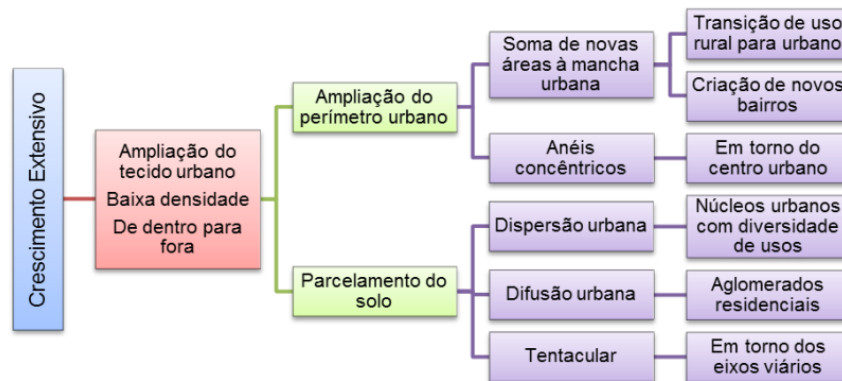 Crescimento Extensivo
Ampliação do
tecido urbano
Baixa densidade
De dentro para
fora
Ampliação do
perímetro urbano
Soma de novas
áreas à mancha
urbana
Transição de uso
rural para urbano
Criação de novos
bairros
Anéis
concêntricos
Em torno do
centro urbano
Parcelamento do
solo
Dispersão urbana
Núcleos urbanos
com diversidade
de usos
Difusão urbana
Aglomerados
residenciais
Tentacular
Em torno dos
eixos viários